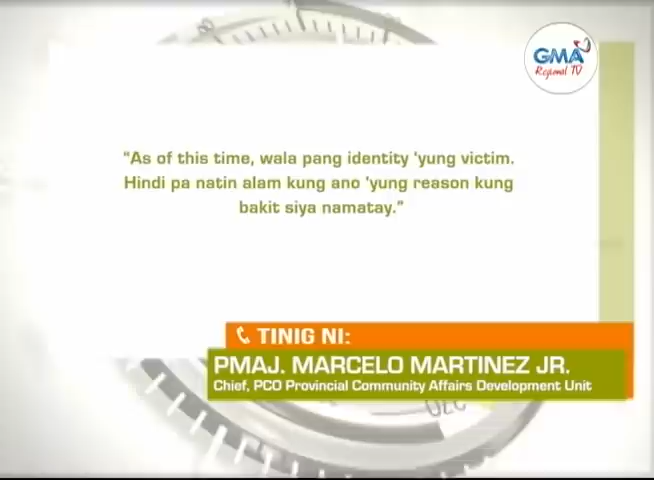 GMA
Regional TV
“As of this time, wala pang identity ‘yung victim.
Hindi pa natin alam kung ano ‘yung reason kung
bakit siya namatay.”
TINIG NI:
PMAJ. MARCELO MARTINEZ JR.
Chief, PCO Provincial Community Affairs Development Unit